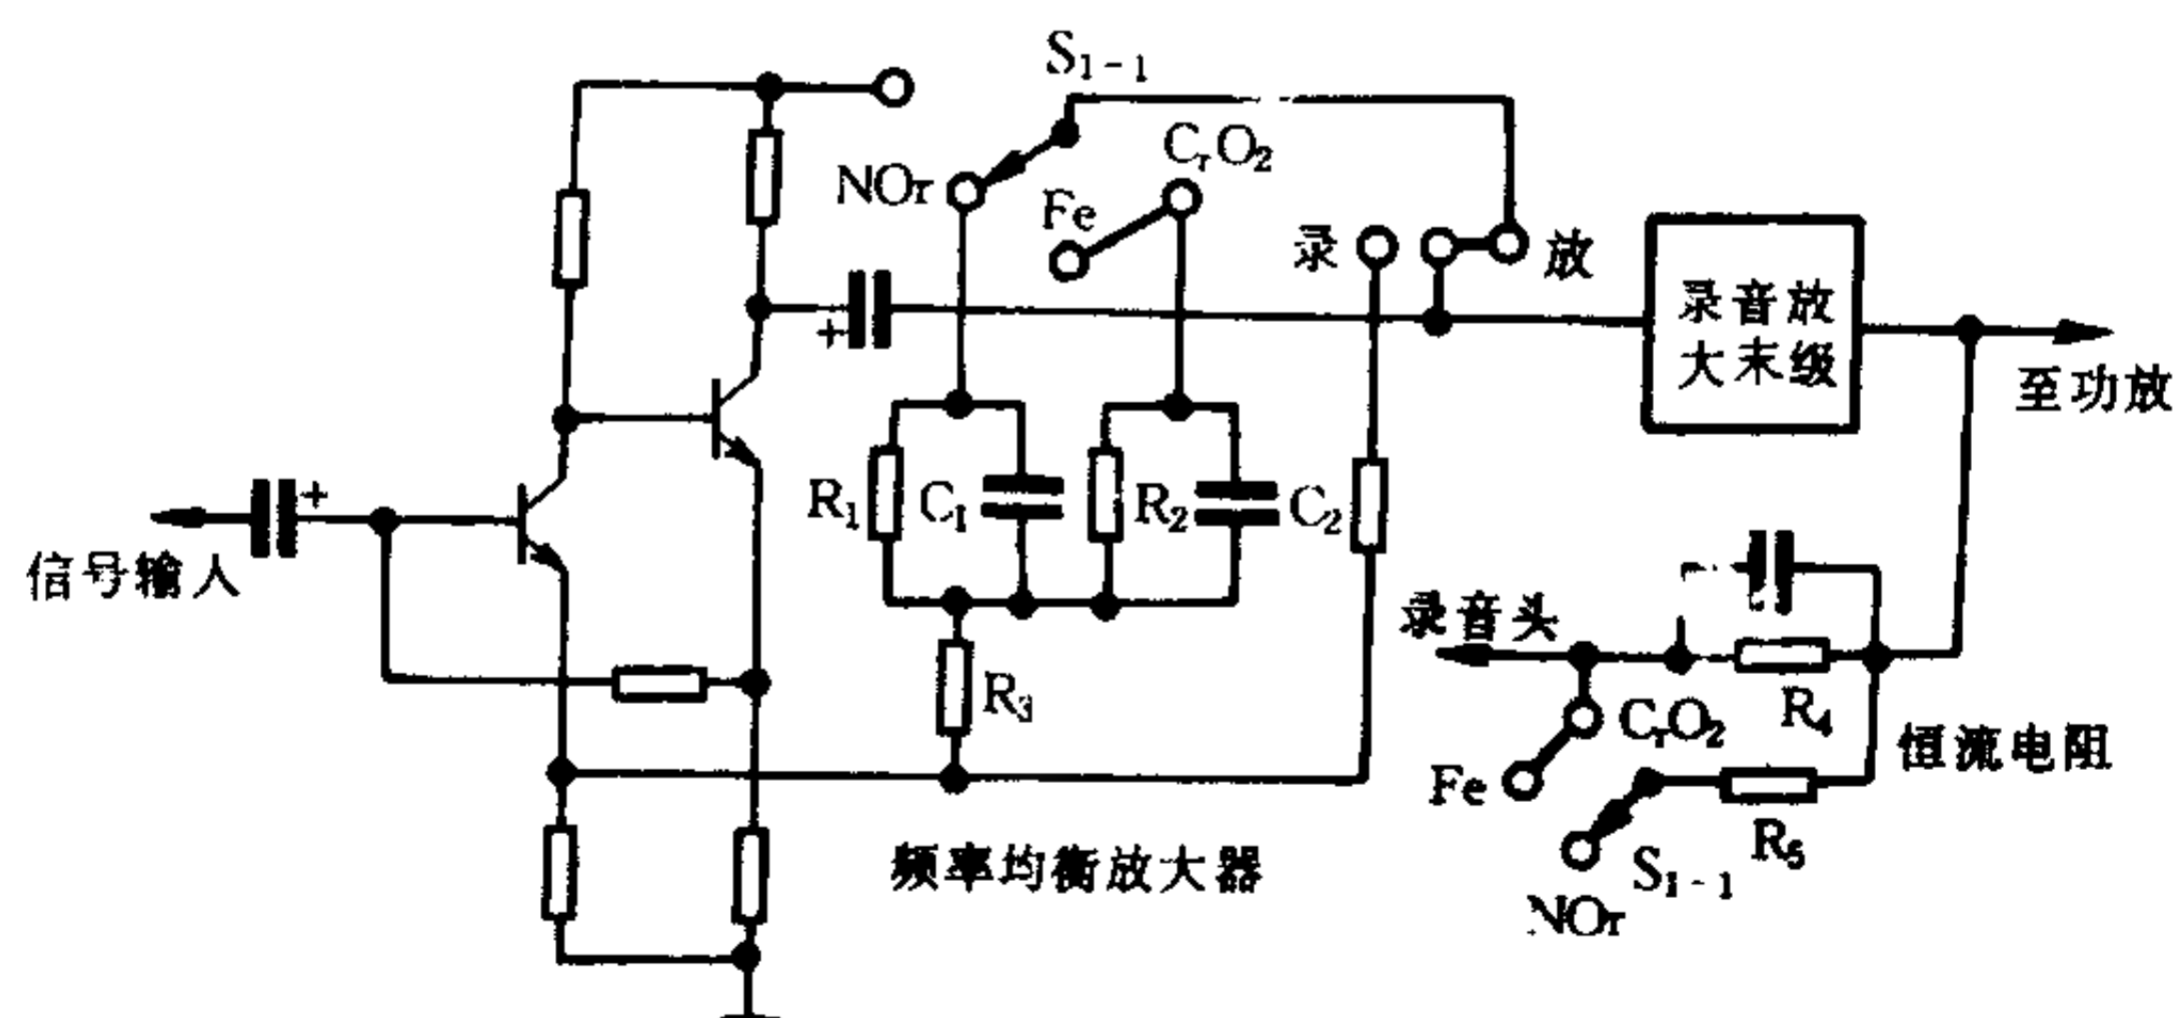 S1-1
NOr
CrO2
Fe
录
放
录音放
大末级
至功放
+
+
信号输入
R1
C1
R2
C2
R3
录音头
CrO2
R4
恒流电阻
Fe
R5
S1-1
NOr
频率均衡放大器